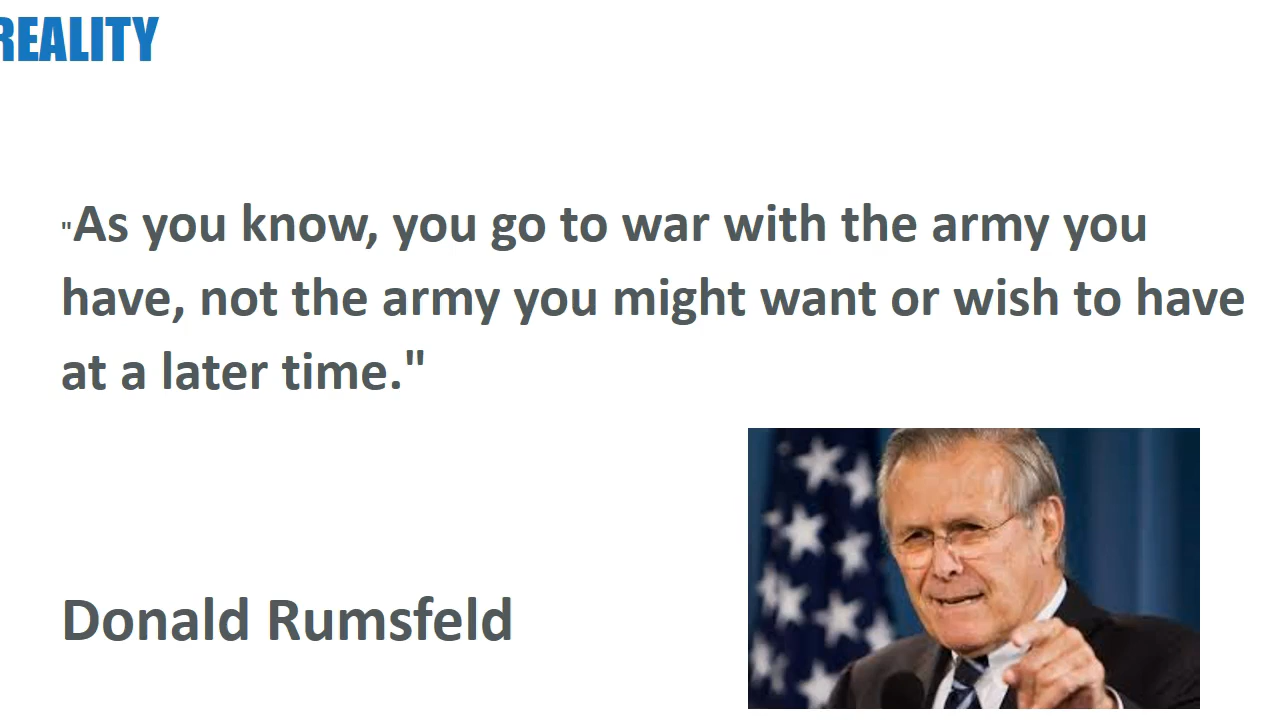 REALITY
"As you know, you go to war with the army you
have, not the army you might want or wish to have
at a later time."
Donald Rumsfeld